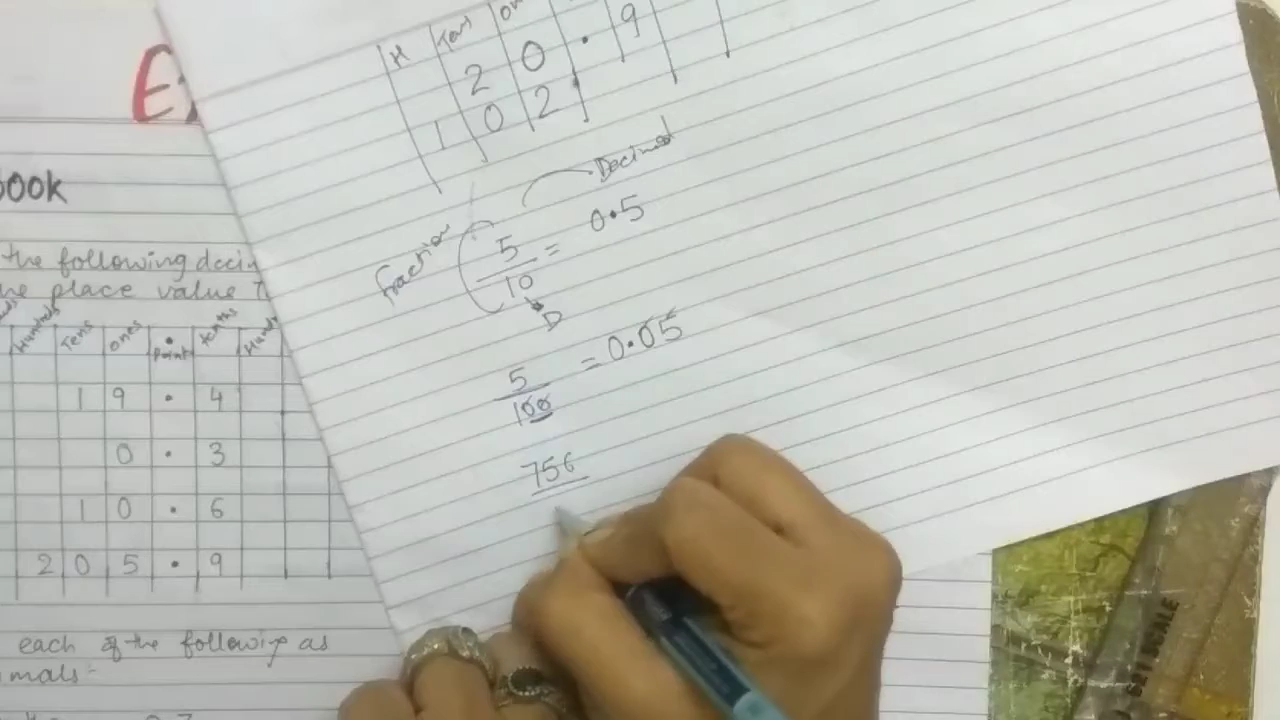 H Tens
2 0 . 9
1 0 2 .
Decimal
Fraction 5/10 = 0.5
D
5/100 = 0.05
756
book
the following deci
place value
Hundreds Tens ones . Point tenths Hund
1 9 . 4
0 . 3
1 0 . 6
2 0 5 . 9
each of the following as
mals:-